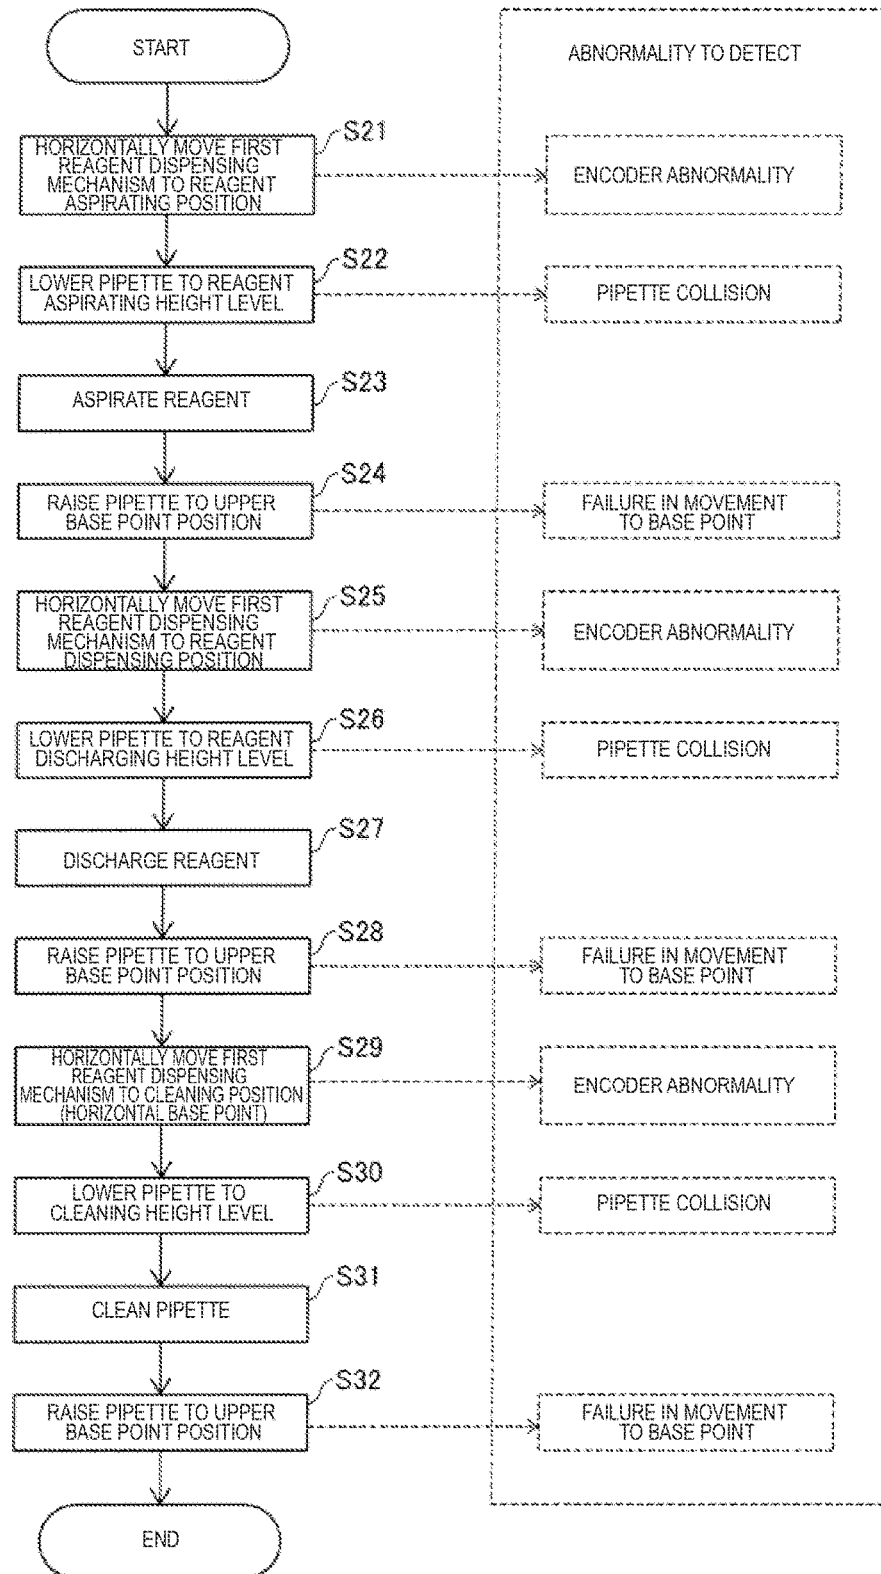 START
ABNORMALITY TO DETECT
S21
HORIZONTALLY MOVE FIRST
REAGENT DISPENSING
MECHANISM TO REAGENT
ASPIRATING POSITION
ENCODER ABNORMALITY
S22
LOWER PIPETTE TO REAGENT
ASPIRATING HEIGHT LEVEL
PIPETTE COLLISION
S23
ASPIRATE REAGENT
S24
RAISE PIPETTE TO UPPER
BASE POINT POSITION
FAILURE IN MOVEMENT
TO BASE POINT
S25
HORIZONTALLY MOVE FIRST
REAGENT DISPENSING
MECHANISM TO REAGENT
DISPENSING POSITION
ENCODER ABNORMALITY
S26
LOWER PIPETTE TO REAGENT
DISCHARGING HEIGHT LEVEL
PIPETTE COLLISION
S27
DISCHARGE REAGENT
S28
RAISE PIPETTE TO UPPER
BASE POINT POSITION
FAILURE IN MOVEMENT
TO BASE POINT
S29
HORIZONTALLY MOVE FIRST
REAGENT DISPENSING
MECHANISM TO CLEANING POSITION
(HORIZONTAL BASE POINT)
ENCODER ABNORMALITY
S30
LOWER PIPETTE TO
CLEANING HEIGHT LEVEL
PIPETTE COLLISION
S31
CLEAN PIPETTE
S32
RAISE PIPETTE TO UPPER
BASE POINT POSITION
FAILURE IN MOVEMENT
TO BASE POINT
END